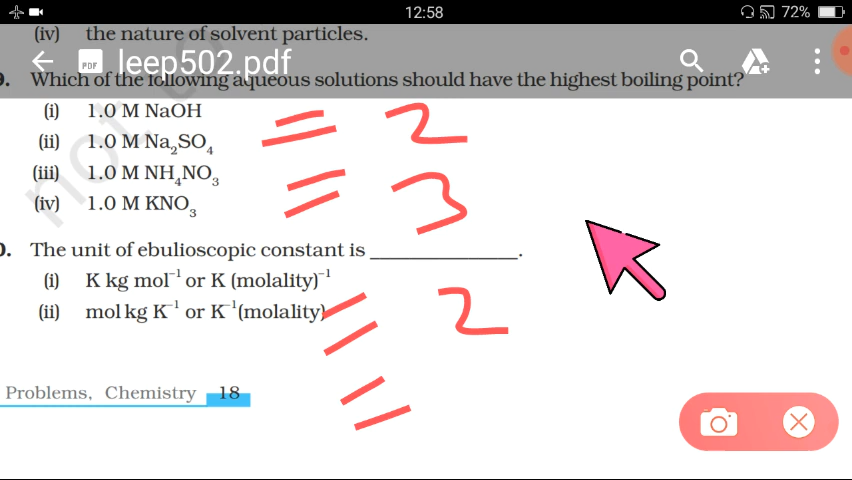 12:58
72%
(iv) the nature of solvent particles.
PDF leep502.pdf
9. Which of the following aqueous solutions should have the highest boiling point?
(i) 1.0 M NaOH
= 2
(ii) 1.0 M Na₂SO₄
(iii) 1.0 M NH₄NO₃
= 3
(iv) 1.0 M KNO₃
0. The unit of ebulioscopic constant is ______________.
(i) K kg mol⁻¹ or K (molality)⁻¹
(ii) mol kg K⁻¹ or K⁻¹(molality)
= 2
=
Problems, Chemistry 18